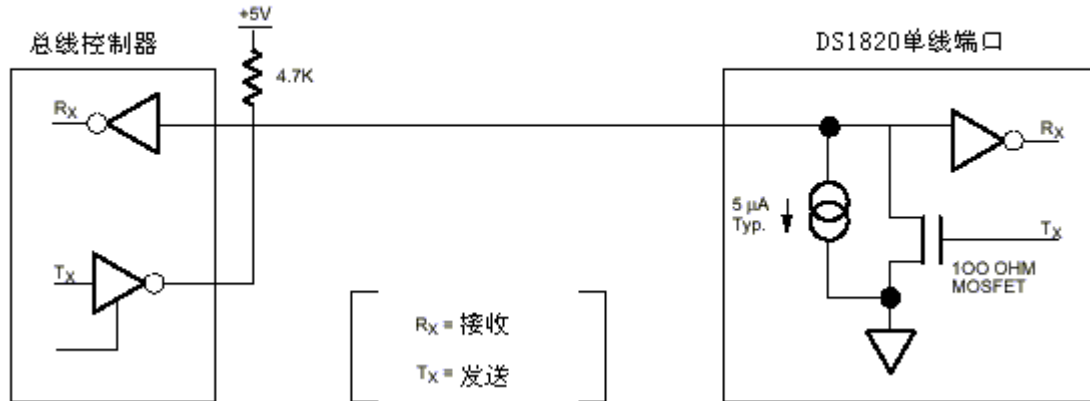 +5V
总线控制器
DS1820单线端口
4.7K
RX
RX
5 μA
Typ.
TX
TX
100 OHM
MOSFET
RX = 接收
TX = 发送